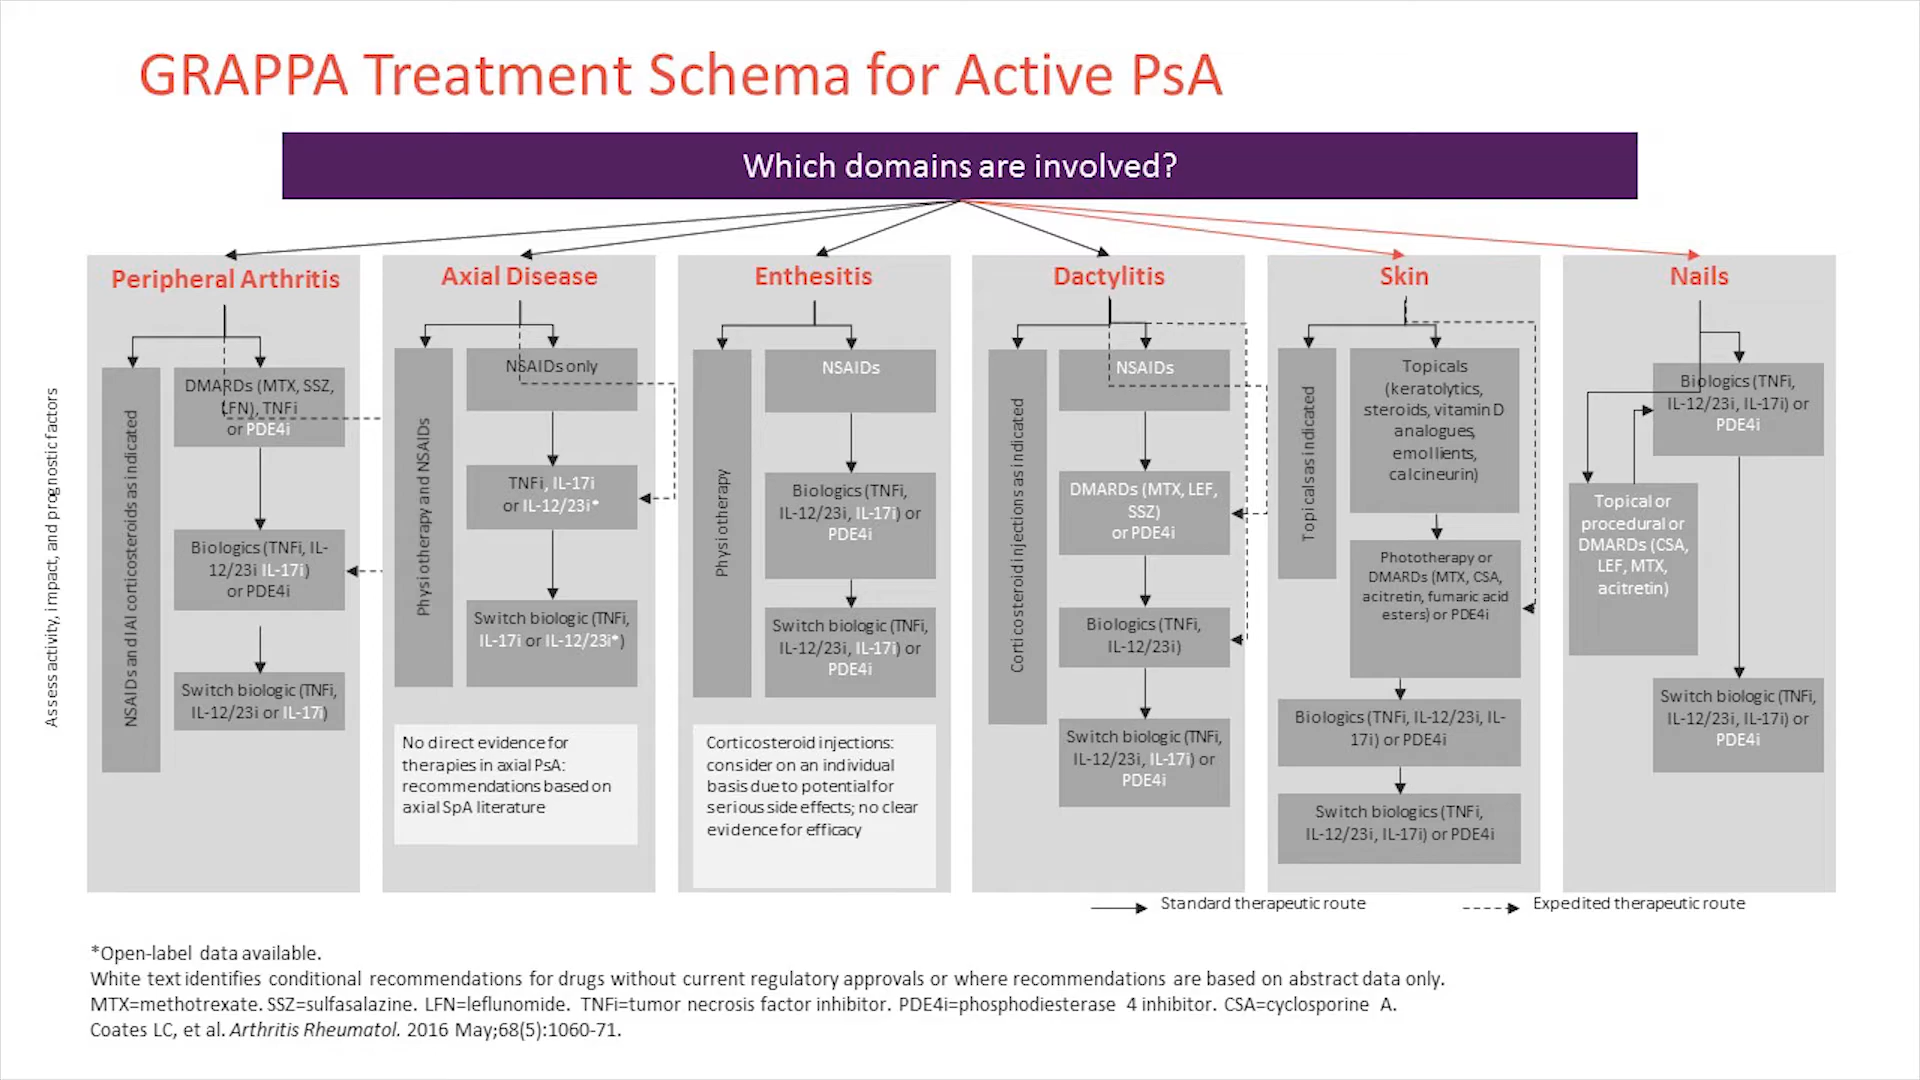 GRAPPA Treatment Schema for Active PsA
Which domains are involved?
Assess activity, impact, and prognostic factors
Peripheral Arthritis
NSAIDs and IAI corticosteroids as indicated
DMARDs (MTX, SSZ,
LFN), TNFi
or PDE4i
Biologics (TNFi, IL-
12/23i IL-17i)
or PDE4i
Switch biologic (TNFi,
IL-12/23i or IL-17i)
Axial Disease
Physiotherapy and NSAIDs
NSAIDs only
TNFi, IL-17i
or IL-12/23i*
Switch biologic (TNFi,
IL-17i or IL-12/23i*)
No direct evidence for
therapies in axial PsA:
recommendations based on
axial SpA literature
Enthesitis
Physiotherapy
NSAIDs
Biologics (TNFi,
IL-12/23i, IL-17i) or
PDE4i
Switch biologic (TNFi,
IL-12/23i, IL-17i) or
PDE4i
Corticosteroid injections:
consider on an individual
basis due to potential for
serious side effects; no clear
evidence for efficacy
Dactylitis
Corticosteroid injections as indicated
NSAIDs
DMARDs (MTX, LEF,
SSZ)
or PDE4i
Biologics (TNFi,
IL-12/23i)
Switch biologic (TNFi,
IL-12/23i, IL-17i) or
PDE4i
Skin
Topicals as indicated
Topicals
(keratolytics,
steroids, vitamin D
analogues,
emollients,
calcineurin)
Phototherapy or
DMARDs (MTX, CSA,
acitretin, fumaric acid
esters) or PDE4i
Biologics (TNFi, IL-12/23i, IL-
17i) or PDE4i
Switch biologics (TNFi,
IL-12/23i, IL-17i) or PDE4i
Nails
Biologics (TNFi,
IL-12/23i, IL-17i) or
PDE4i
Topical or
procedural or
DMARDs (CSA,
LEF, MTX,
acitretin)
Switch biologic (TNFi,
IL-12/23i, IL-17i) or
PDE4i
Standard therapeutic route
Expedited therapeutic route
*Open-label data available.
White text identifies conditional recommendations for drugs without current regulatory approvals or where recommendations are based on abstract data only.
MTX=methotrexate. SSZ=sulfasalazine. LFN=leflunomide. TNFi=tumor necrosis factor inhibitor. PDE4i=phosphodiesterase 4 inhibitor. CSA=cyclosporine A.
Coates LC, et al. Arthritis Rheumatol. 2016 May;68(5):1060-71.